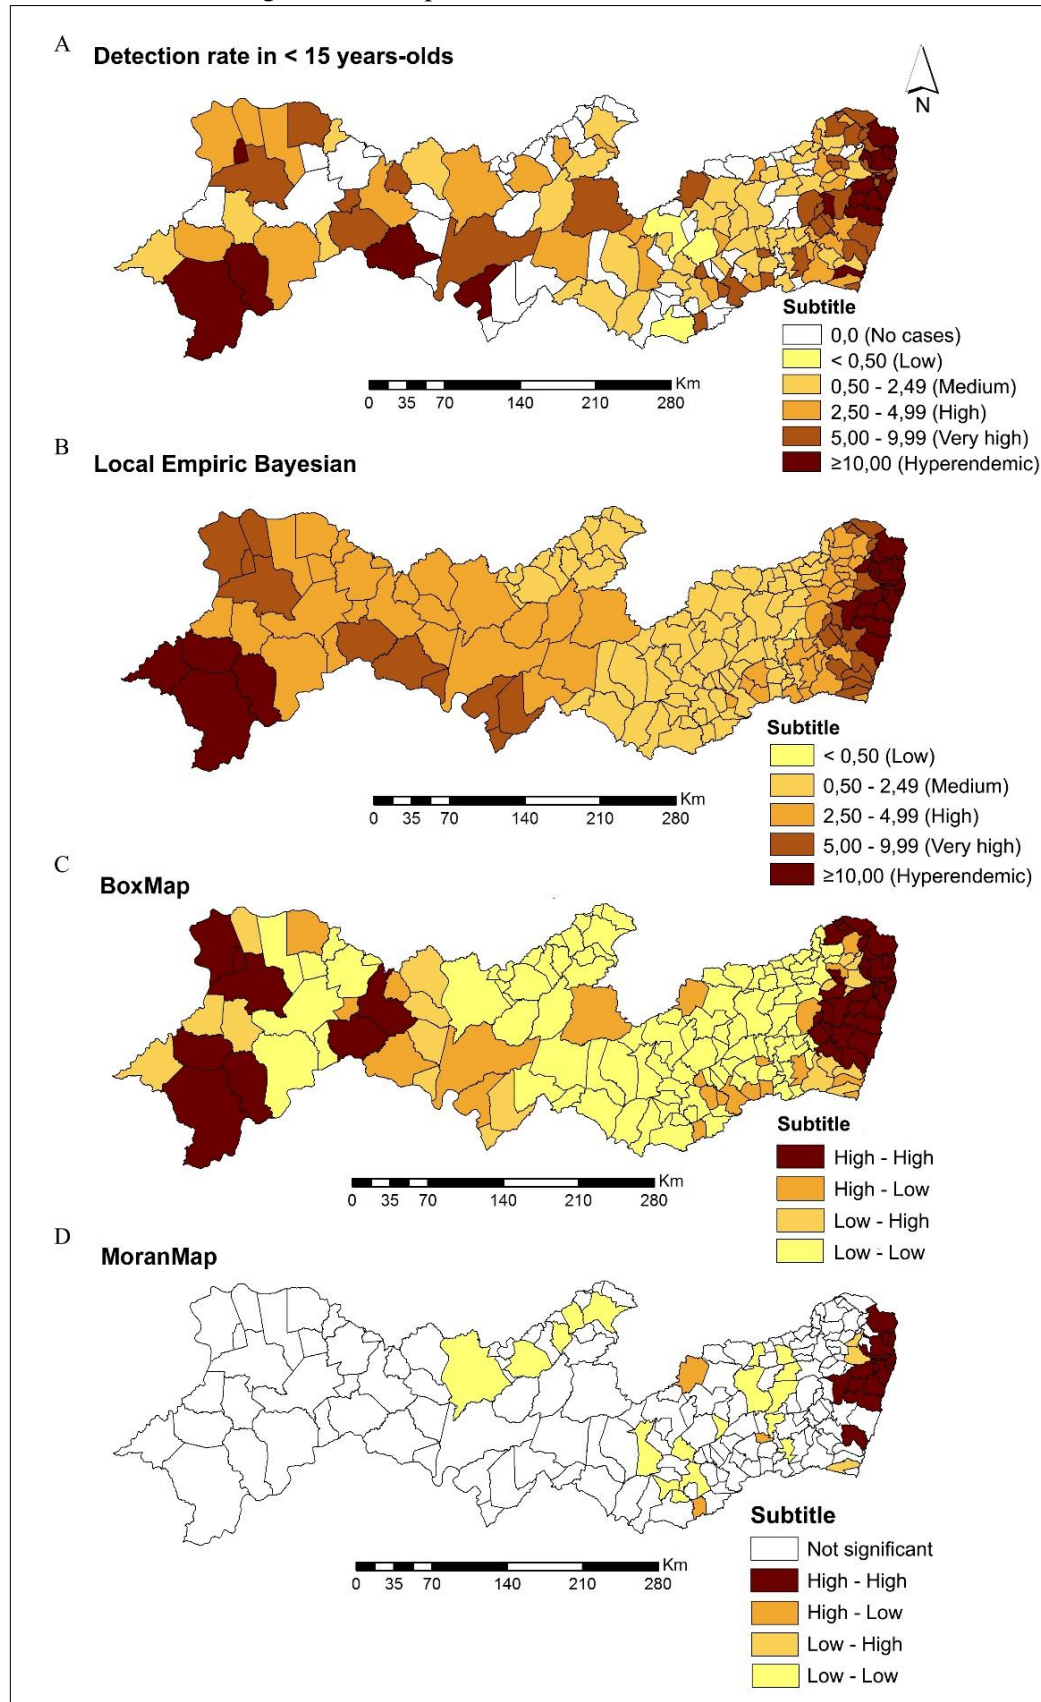 A
Detection rate in < 15 years-olds
N
Subtitle
0,0 (No cases)
< 0,50 (Low)
0,50 - 2,49 (Medium)
2,50 - 4,99 (High)
5,00 - 9,99 (Very high)
≥10,00 (Hyperendemic)
Km
0 35 70 140 210 280
B
Local Empiric Bayesian
Subtitle
< 0,50 (Low)
0,50 - 2,49 (Medium)
2,50 - 4,99 (High)
5,00 - 9,99 (Very high)
≥10,00 (Hyperendemic)
Km
0 35 70 140 210 280
C
BoxMap
Subtitle
High - High
High - Low
Low - High
Low - Low
Km
0 35 70 140 210 280
D
MoranMap
Subtitle
Not significant
High - High
High - Low
Low - High
Low - Low
Km
0 35 70 140 210 280